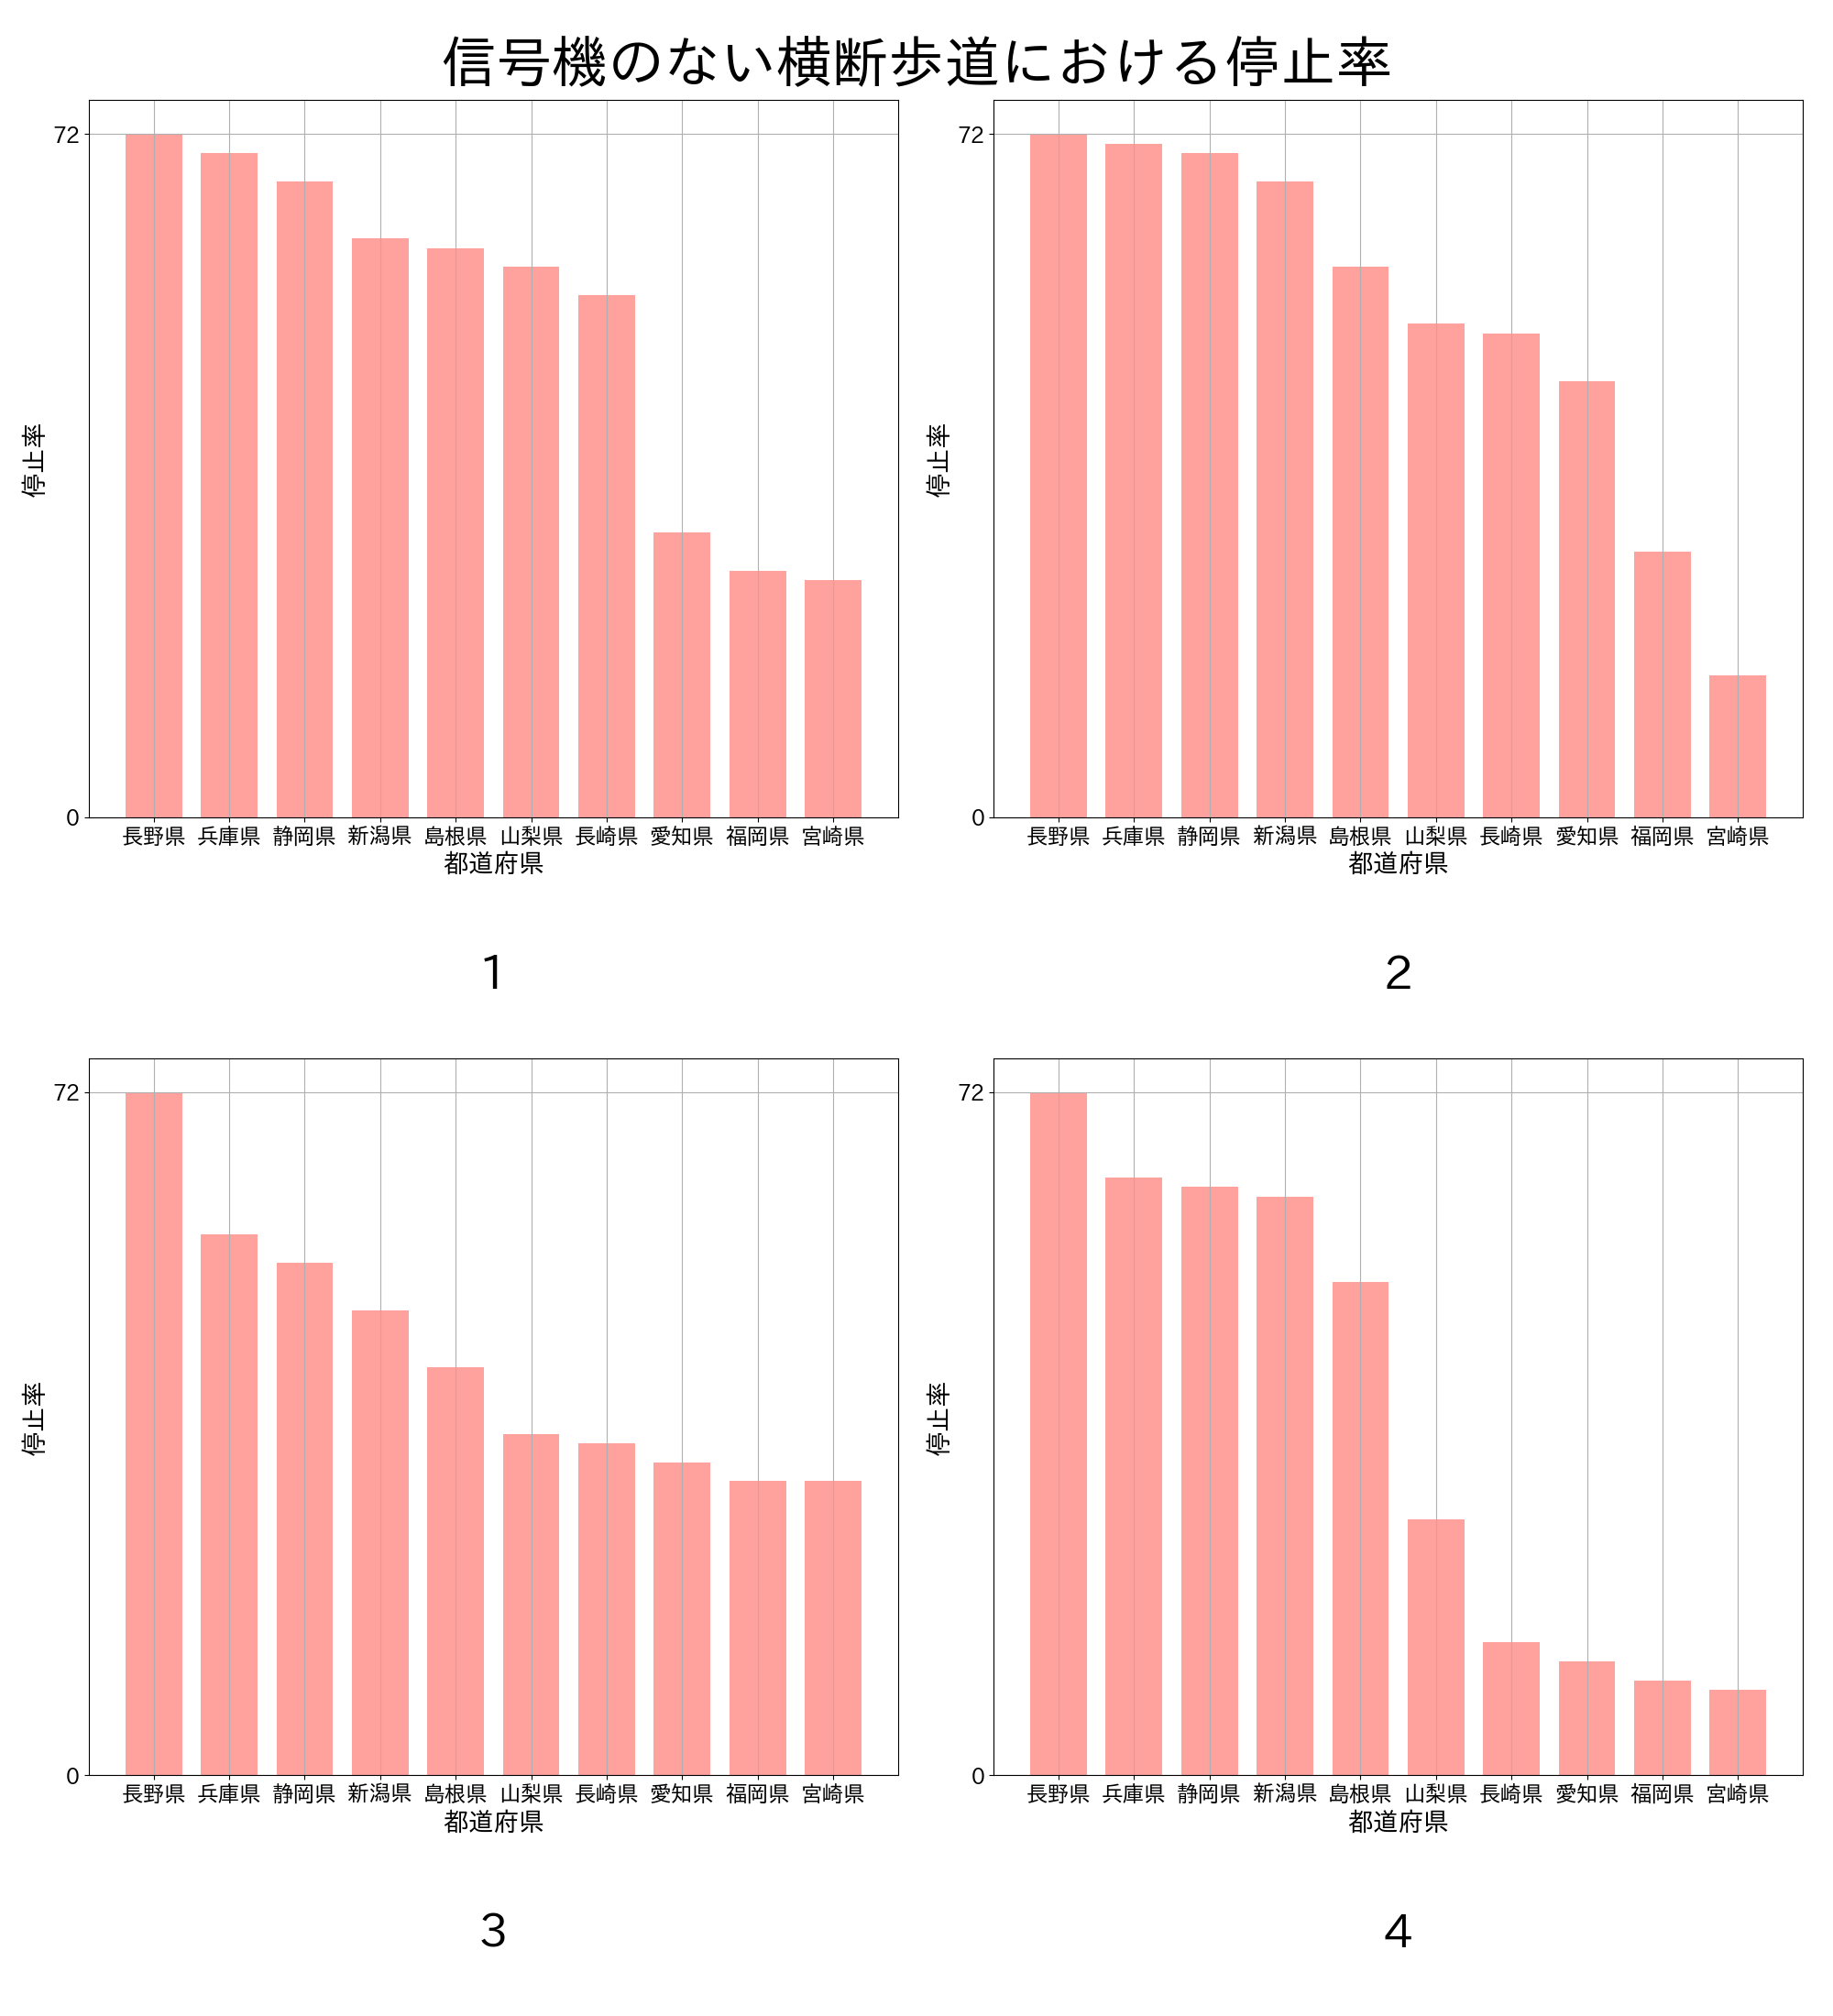 信号機のない横断歩道における停止率
72
停止率
0
長野県 兵庫県 静岡県 新潟県 島根県 山梨県 長崎県 愛知県 福岡県 宮崎県
都道府県
1
72
停止率
0
長野県 兵庫県 静岡県 新潟県 島根県 山梨県 長崎県 愛知県 福岡県 宮崎県
都道府県
2
72
停止率
0
長野県 兵庫県 静岡県 新潟県 島根県 山梨県 長崎県 愛知県 福岡県 宮崎県
都道府県
3
72
停止率
0
長野県 兵庫県 静岡県 新潟県 島根県 山梨県 長崎県 愛知県 福岡県 宮崎県
都道府県
4